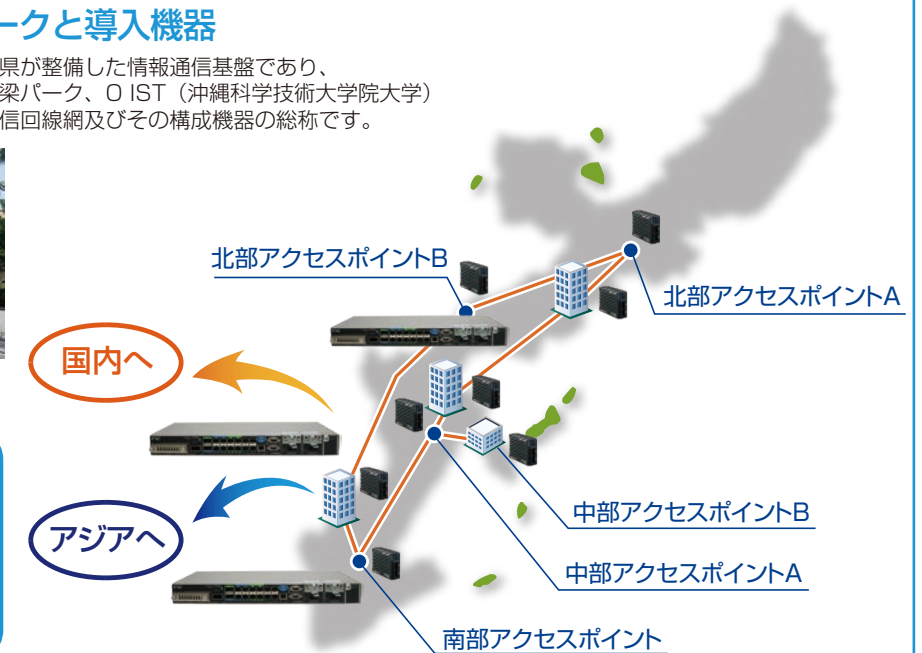 ークと導入機器
県が整備した情報通信基盤であり、
梁パーク、O IST（沖縄科学技術大学院大学）
信回線網及びその構成機器の総称です。
北部アクセスポイントB
北部アクセスポイントA
国内へ
アジアへ
中部アクセスポイントB
中部アクセスポイントA
南部アクセスポイント